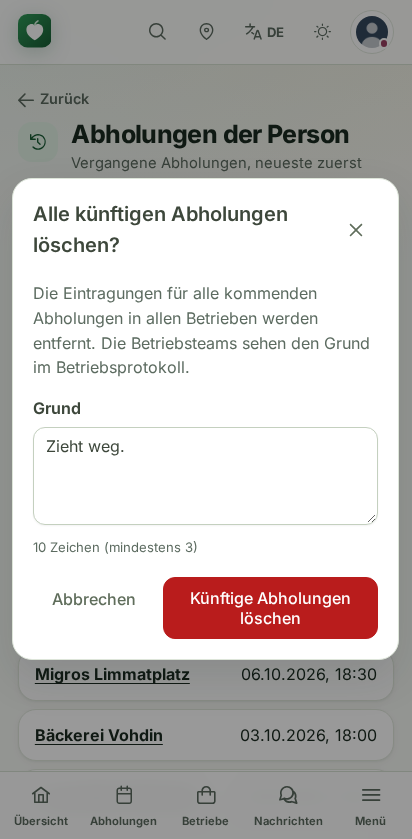 DE
Zurück
Abholungen der Person
Vergangene Abholungen, neueste zuerst
Alle künftigen Abholungen
löschen?
Die Eintragungen für alle kommenden
Abholungen in allen Betrieben werden
entfernt. Die Betriebsteams sehen den Grund
im Betriebsprotokoll.
Grund
Zieht weg.
10 Zeichen (mindestens 3)
Abbrechen
Künftige Abholungen
löschen
Migros Limmatplatz 06.10.2026, 18:30
Bäckerei Vohdin 03.10.2026, 18:00
Übersicht Abholungen Betriebe Nachrichten Menü